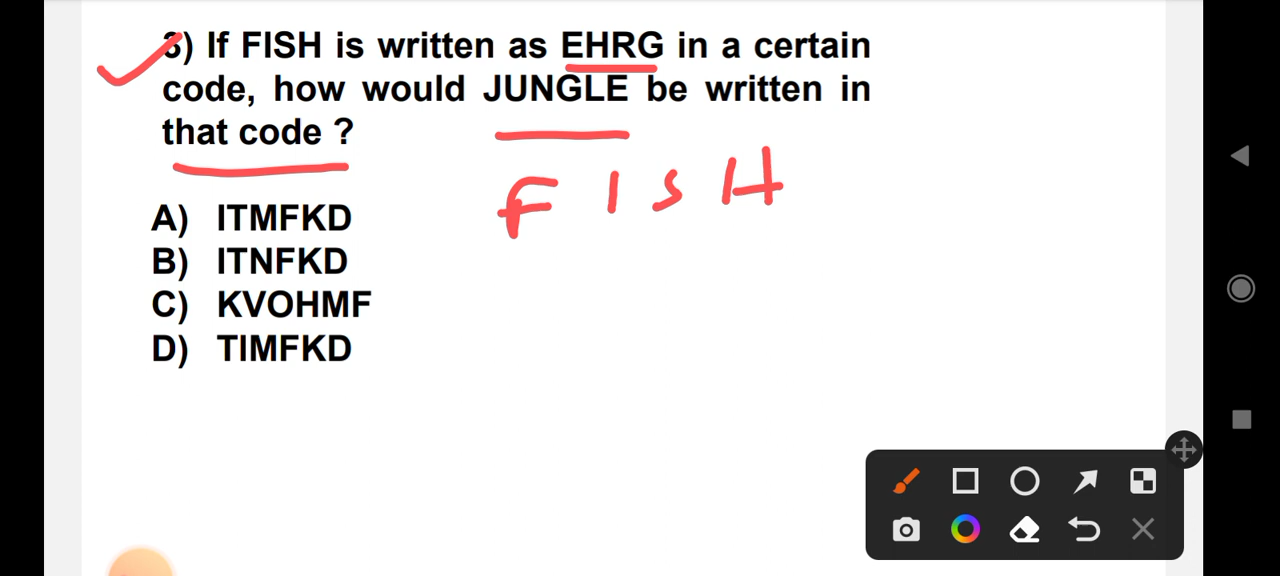 3) If FISH is written as EHRG in a certain
code, how would JUNGLE be written in
that code ?
F I S H
A) ITMFKD
B) ITNFKD
C) KVOHMF
D) TIMFKD